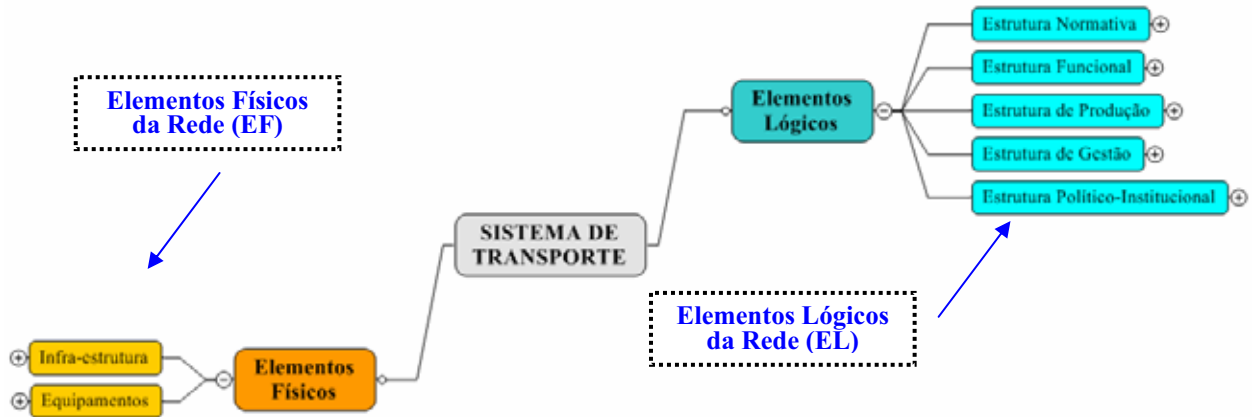 Estrutura Normativa
Estrutura Funcional
Estrutura de Produção
Estrutura de Gestão
Estrutura Político-Institucional
Elementos
Lógicos
Elementos Físicos
da Rede (EF)
SISTEMA DE
TRANSPORTE
Elementos Lógicos
da Rede (EL)
Infra-estrutura
Equipamentos
Elementos
Físicos